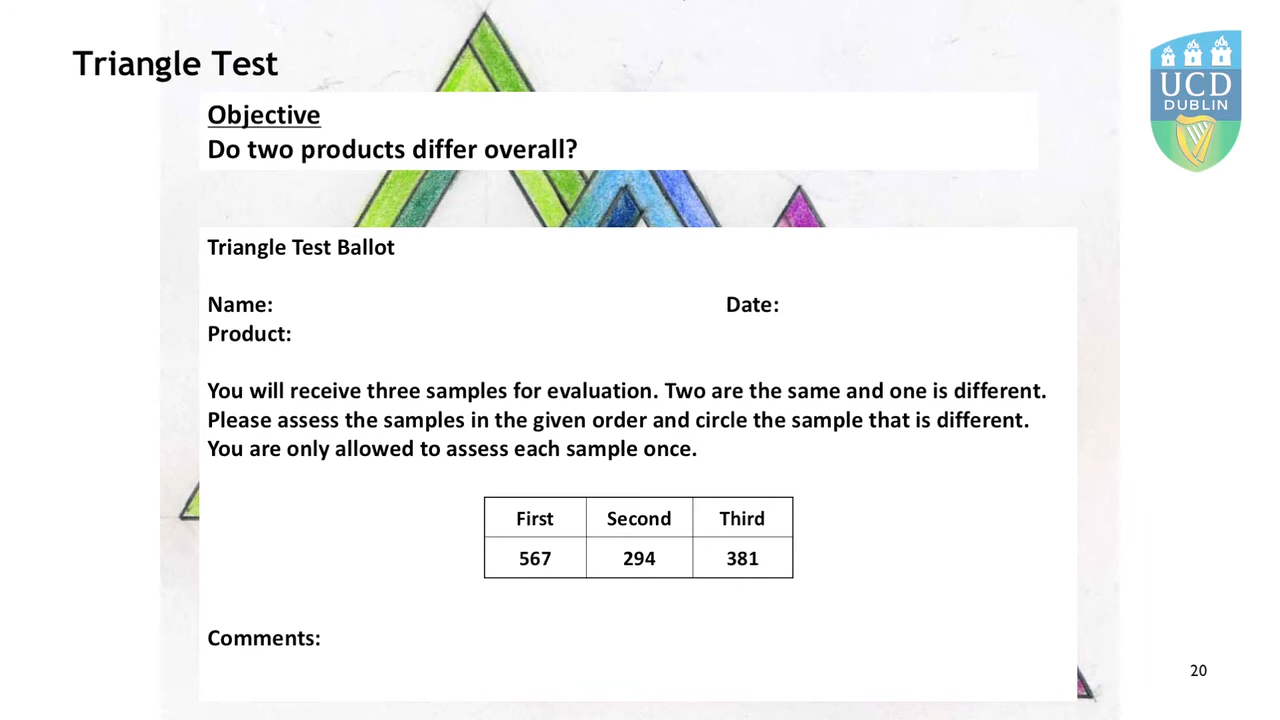 Triangle Test
UCD
DUBLIN
Objective
Do two products differ overall?
Triangle Test Ballot
Name: Date:
Product:
You will receive three samples for evaluation. Two are the same and one is different.
Please assess the samples in the given order and circle the sample that is different.
You are only allowed to assess each sample once.
First Second Third
567 294 381
Comments:
20